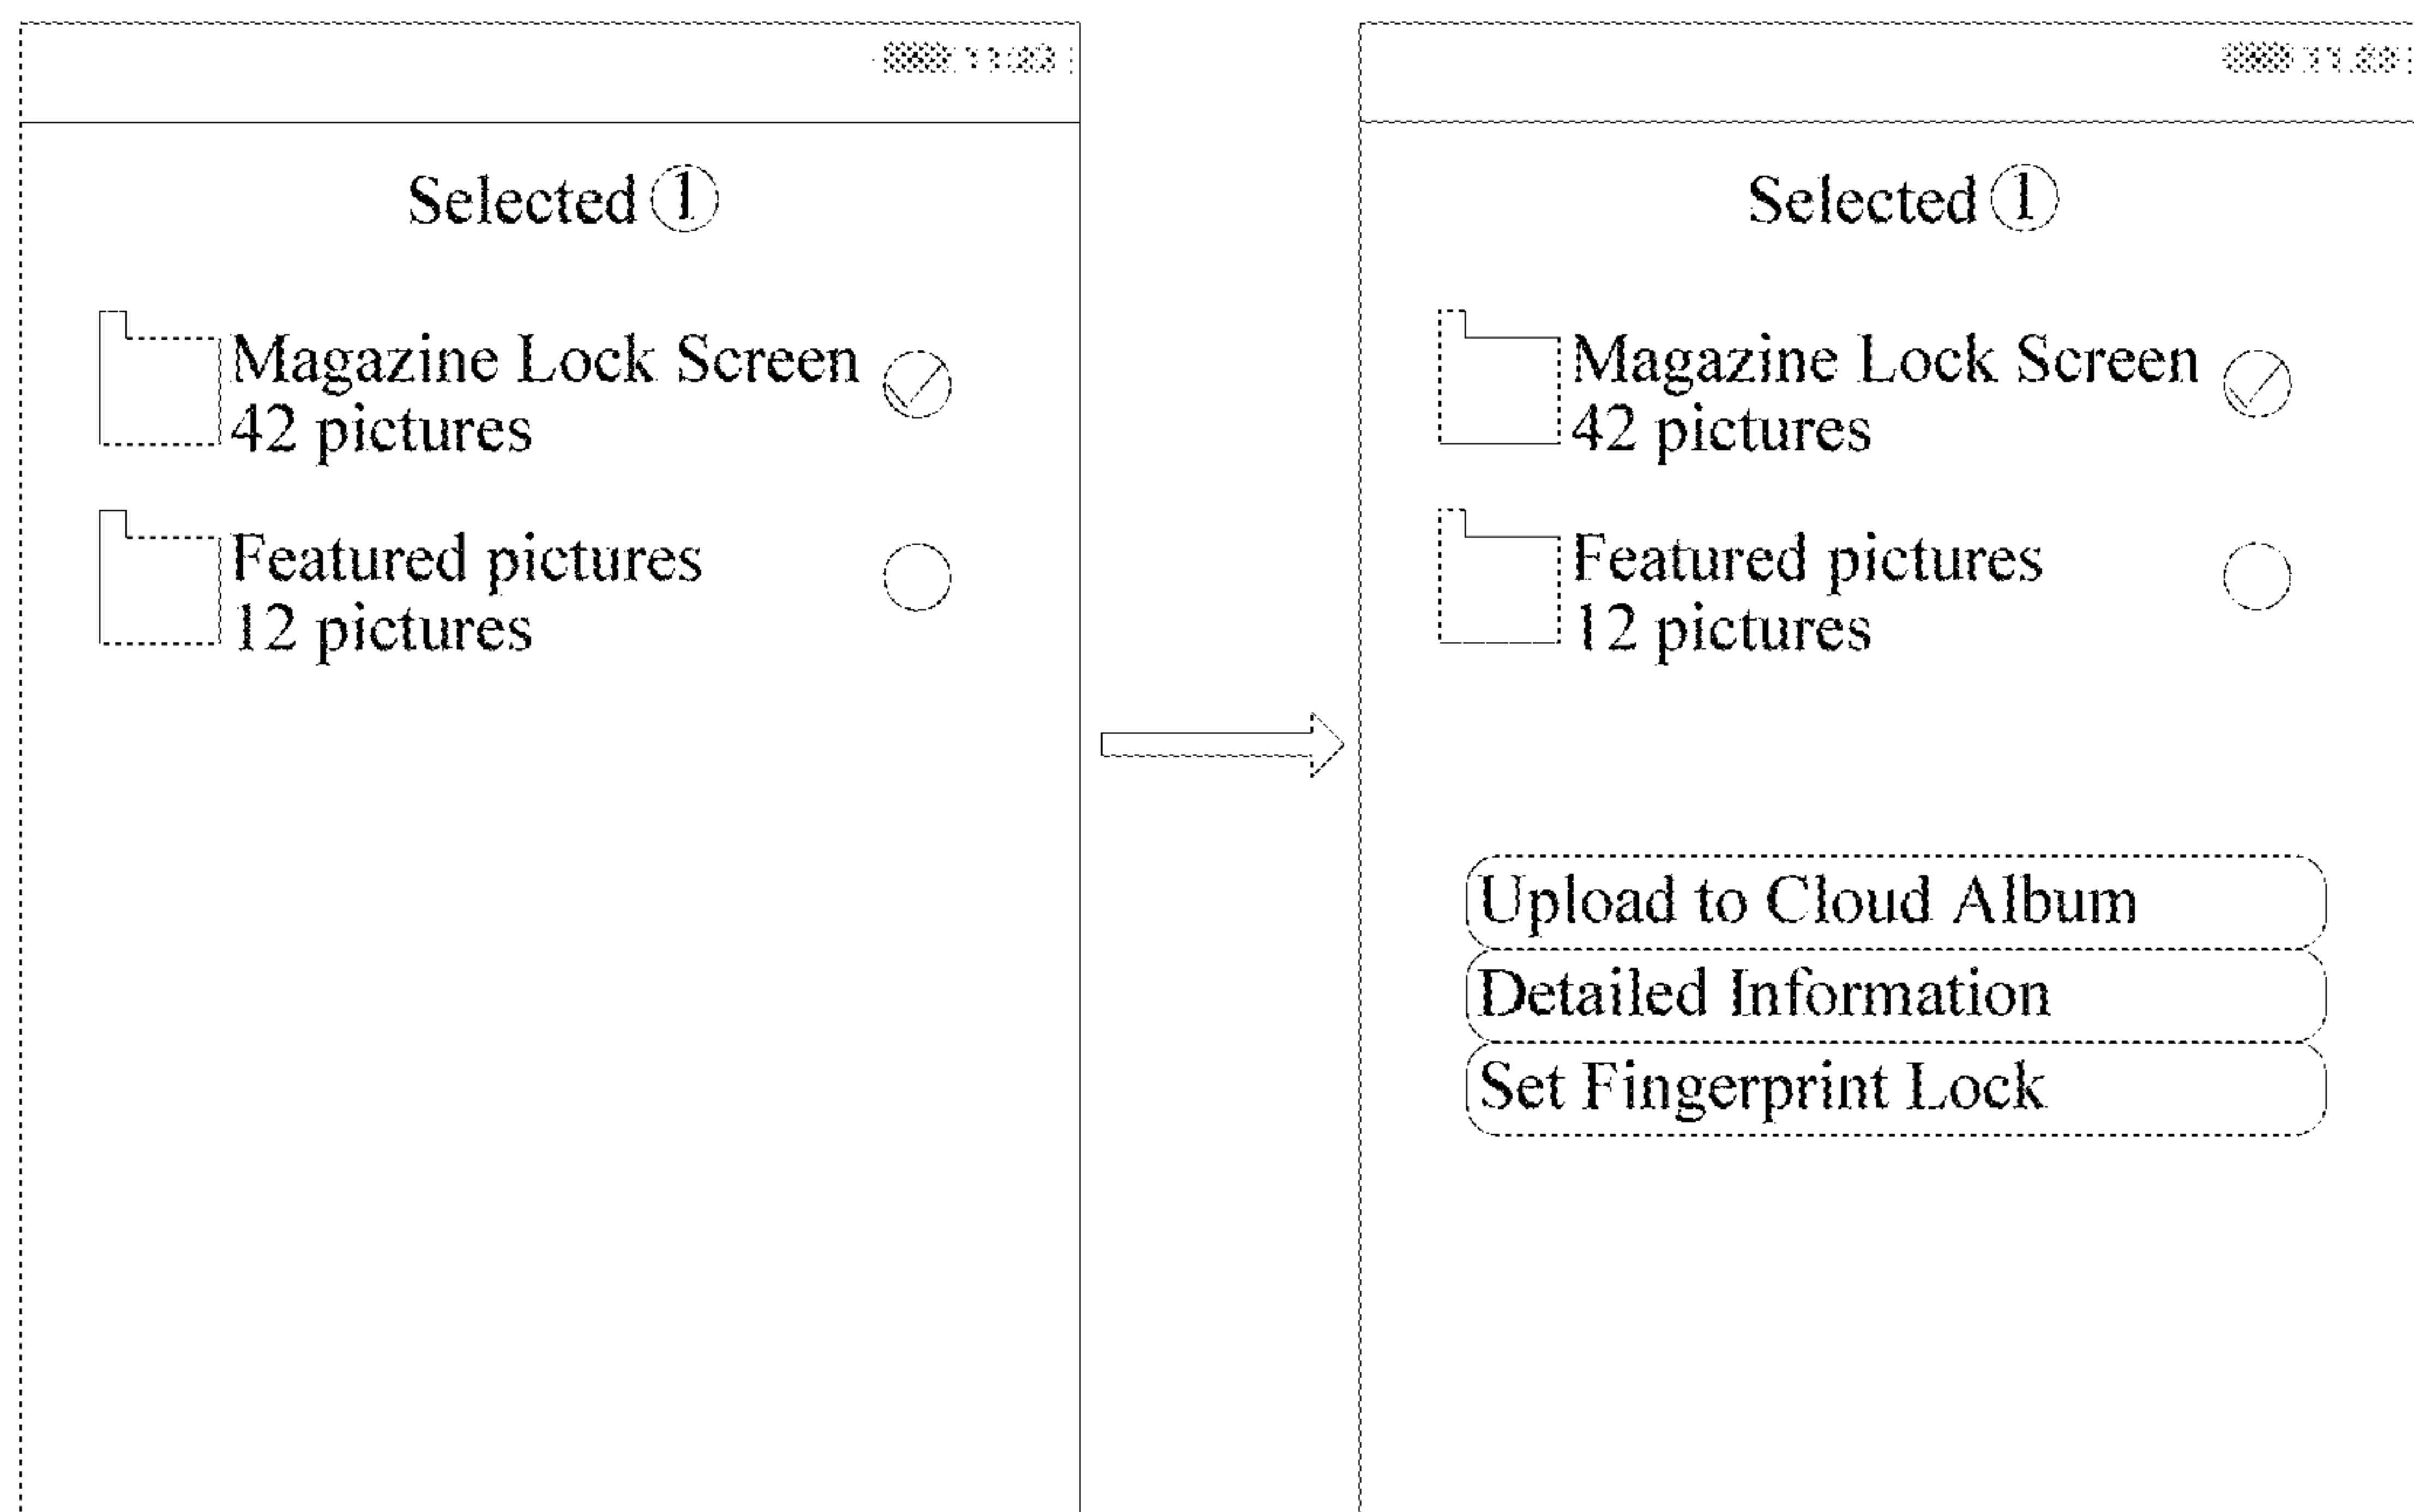 Selected 1
Magazine Lock Screen
42 pictures
Featured pictures
12 pictures
Selected 1
Magazine Lock Screen
42 pictures
Featured pictures
12 pictures
Upload to Cloud Album
Detailed Information
Set Fingerprint Lock